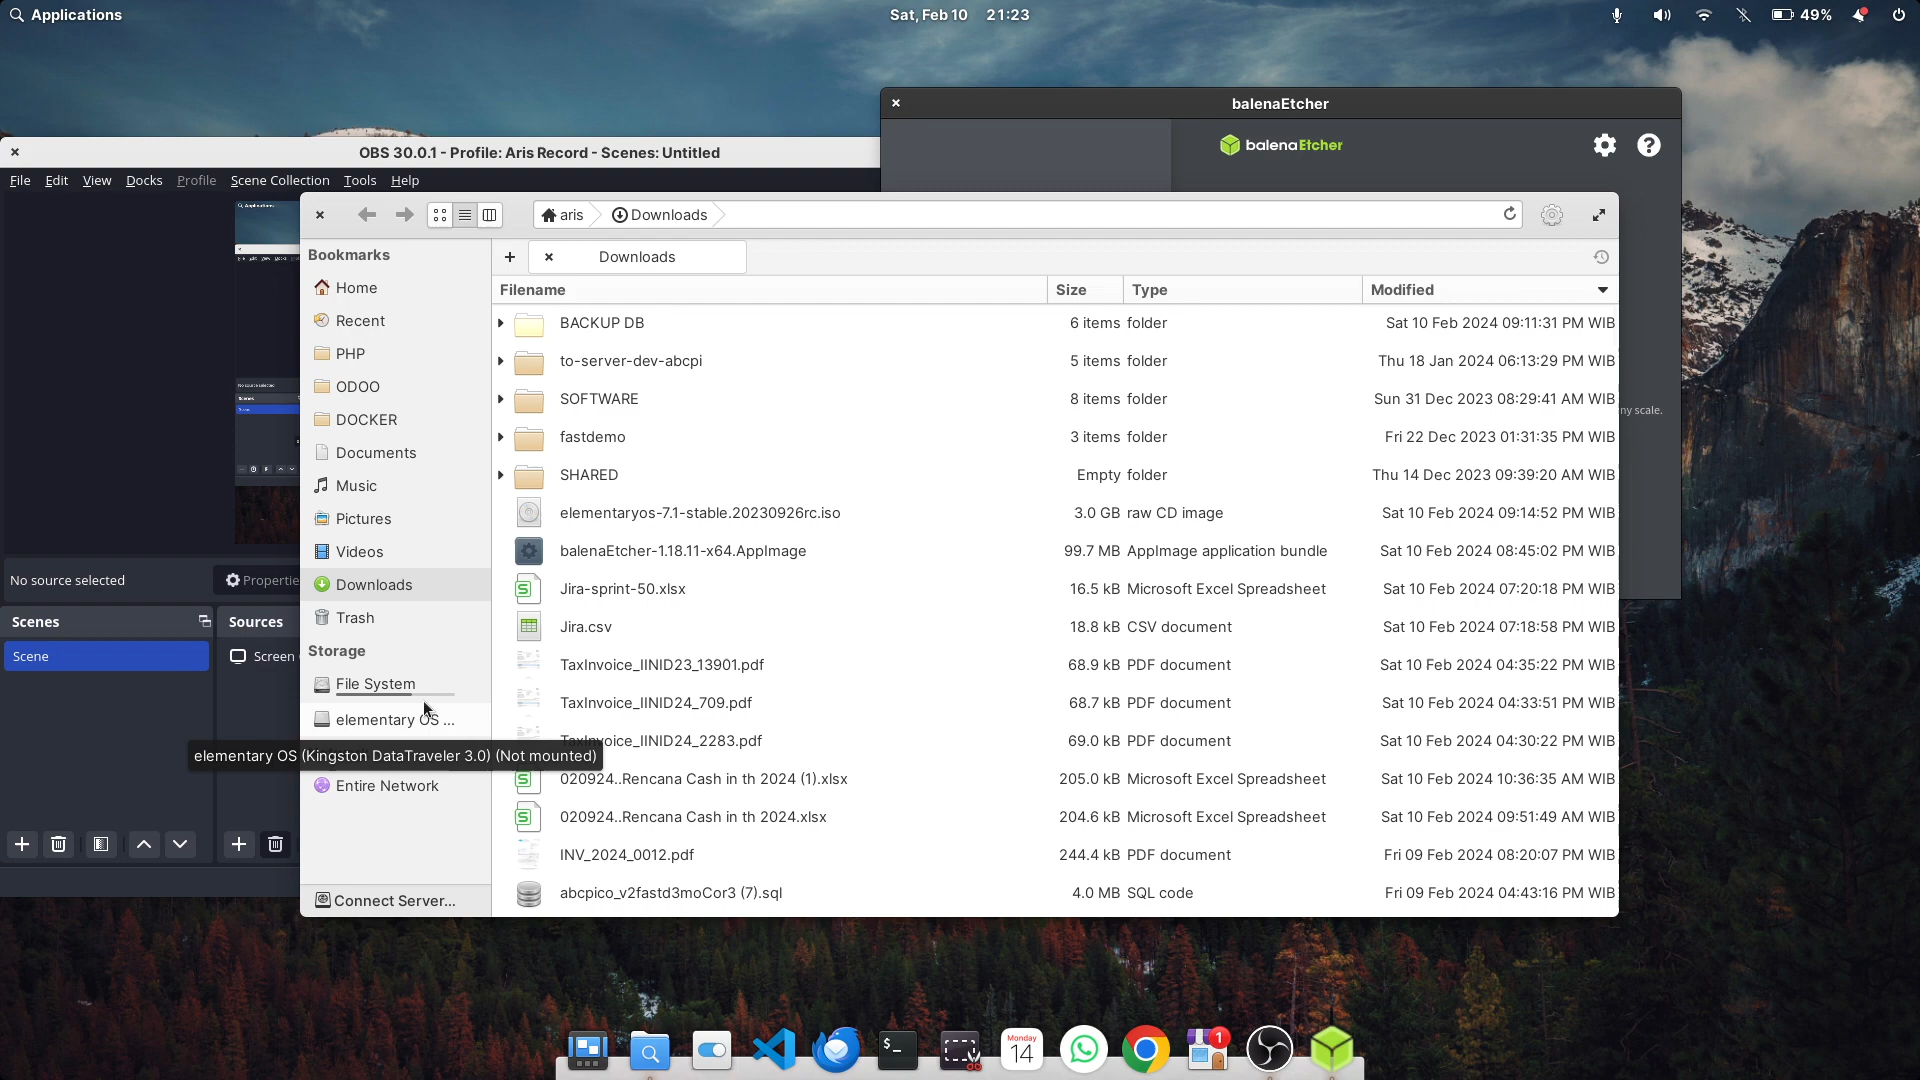 Applications
Sat, Feb 10 21:23
49%
balenaEtcher
balenaEtcher
ny scale.
OBS 30.0.1 - Profile: Aris Record - Scenes: Untitled
File Edit View Docks Profile Scene Collection Tools Help
No source selected
Propertie
Scenes
Sources
Scene
Screen
aris
Downloads
Downloads
Bookmarks
Home
Recent
PHP
ODOO
DOCKER
Documents
Music
Pictures
Videos
Downloads
Trash
Storage
File System
elementary OS ...
elementary OS (Kingston DataTraveler 3.0) (Not mounted)
Entire Network
Connect Server...
Filename Size Type Modified
BACKUP DB 6 items folder Sat 10 Feb 2024 09:11:31 PM WIB
to-server-dev-abcpi 5 items folder Thu 18 Jan 2024 06:13:29 PM WIB
SOFTWARE 8 items folder Sun 31 Dec 2023 08:29:41 AM WIB
fastdemo 3 items folder Fri 22 Dec 2023 01:31:35 PM WIB
SHARED Empty folder Thu 14 Dec 2023 09:39:20 AM WIB
elementaryos-7.1-stable.20230926rc.iso 3.0 GB raw CD image Sat 10 Feb 2024 09:14:52 PM WIB
balenaEtcher-1.18.11-x64.AppImage 99.7 MB AppImage application bundle Sat 10 Feb 2024 08:45:02 PM WIB
Jira-sprint-50.xlsx 16.5 kB Microsoft Excel Spreadsheet Sat 10 Feb 2024 07:20:18 PM WIB
Jira.csv 18.8 kB CSV document Sat 10 Feb 2024 07:18:58 PM WIB
TaxInvoice_IINID23_13901.pdf 68.9 kB PDF document Sat 10 Feb 2024 04:35:22 PM WIB
TaxInvoice_IINID24_709.pdf 68.7 kB PDF document Sat 10 Feb 2024 04:33:51 PM WIB
TaxInvoice_IINID24_2283.pdf 69.0 kB PDF document Sat 10 Feb 2024 04:30:22 PM WIB
020924..Rencana Cash in th 2024 (1).xlsx 205.0 kB Microsoft Excel Spreadsheet Sat 10 Feb 2024 10:36:35 AM WIB
020924..Rencana Cash in th 2024.xlsx 204.6 kB Microsoft Excel Spreadsheet Sat 10 Feb 2024 09:51:49 AM WIB
INV_2024_0012.pdf 244.4 kB PDF document Fri 09 Feb 2024 08:20:07 PM WIB
abcpico_v2fastd3moCor3 (7).sql 4.0 MB SQL code Fri 09 Feb 2024 04:43:16 PM WIB
Monday
14
1